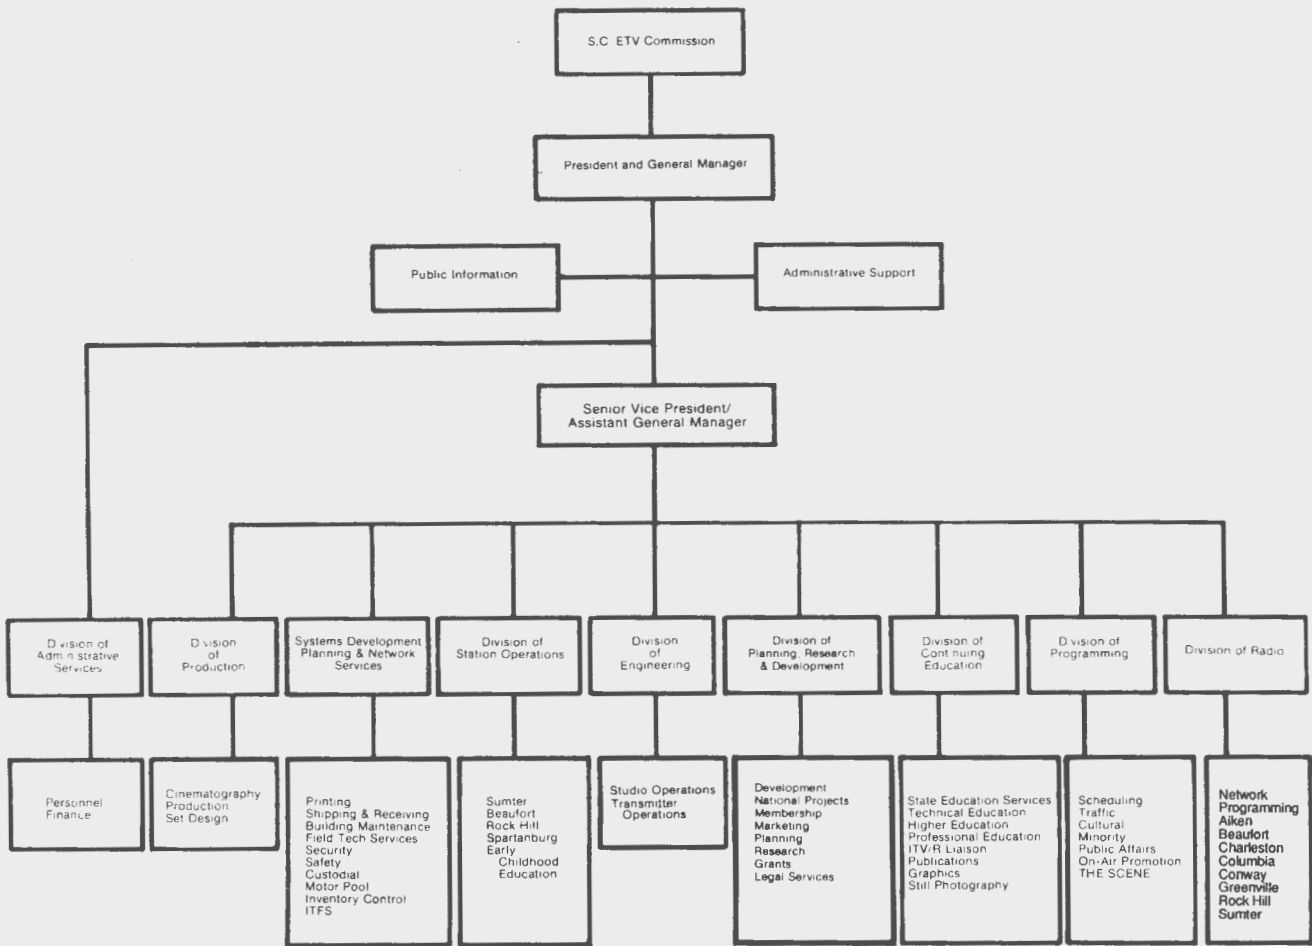 S.C ETV Commission
President and General Manager
Public Information
Administrative Support
Senior Vice President/
Assistant General Manager
Division of
Administrative
Services
Division
of
Production
Systems Development
Planning & Network
Services
Division of
Station Operations
Division
of
Engineering
Division of
Planning, Research
& Development
Division of
Continuing
Education
Division of
Programming
Division of Radio
Personnel
Finance
Cinematography
Production
Set Design
Printing
Shipping & Receiving
Building Maintenance
Field Tech Services
Security
Safety
Custodial
Motor Pool
Inventory Control
ITFS
Sumter
Beaufort
Rock Hill
Spartanburg
Early
Childhood
Education
Studio Operations
Transmitter
Operations
Development
National Projects
Membership
Marketing
Planning
Research
Grants
Legal Services
State Education Services
Technical Education
Higher Education
Professional Education
ITV/R Liaison
Publications
Graphics
Still Photography
Scheduling
Traffic
Cultural
Minority
Public Affairs
On-Air Promotion
THE SCENE
Network
Programming
Aiken
Beaufort
Charleston
Columbia
Conway
Greenville
Rock Hill
Sumter